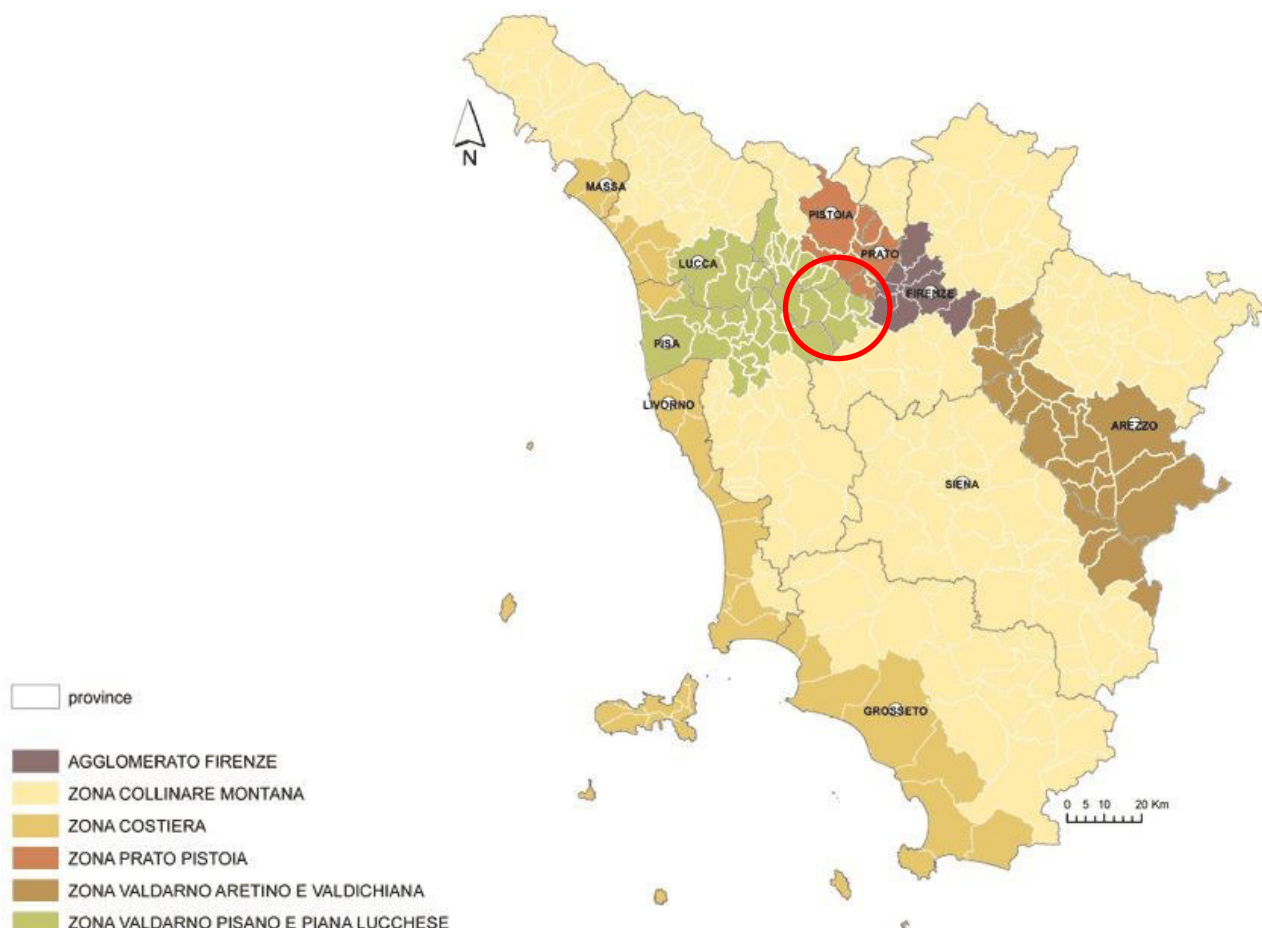 N
MASSA
PISTOIA
PRATO
LUCCA
FIRENZE
PISA
LIVORNO
AREZZO
SIENA
GROSSETO
0 5 10 20 Km
province
AGGLOMERATO FIRENZE
ZONA COLLINARE MONTANA
ZONA COSTIERA
ZONA PRATO PISTOIA
ZONA VALDARNO ARETINO E VALDICHIANA
ZONA VALDARNO PISANO E PIANA LUCCHESE